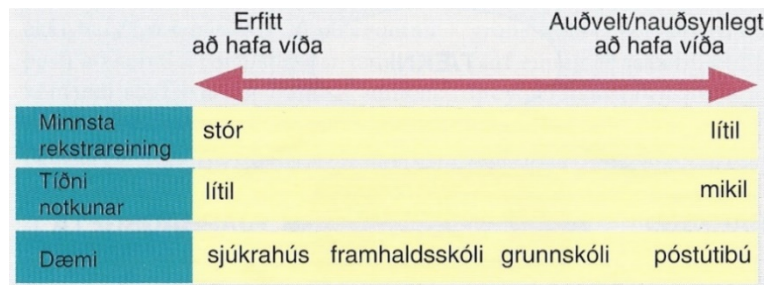 Erfitt
að hafa víða
Auðvelt/nauðsynlegt
að hafa víða
Minnsta
rekstrareining
stór lítil
Tíðni
notkunar
lítil mikil
Dæmi sjúkrahús framhaldsskóli grunnskóli póstútibú